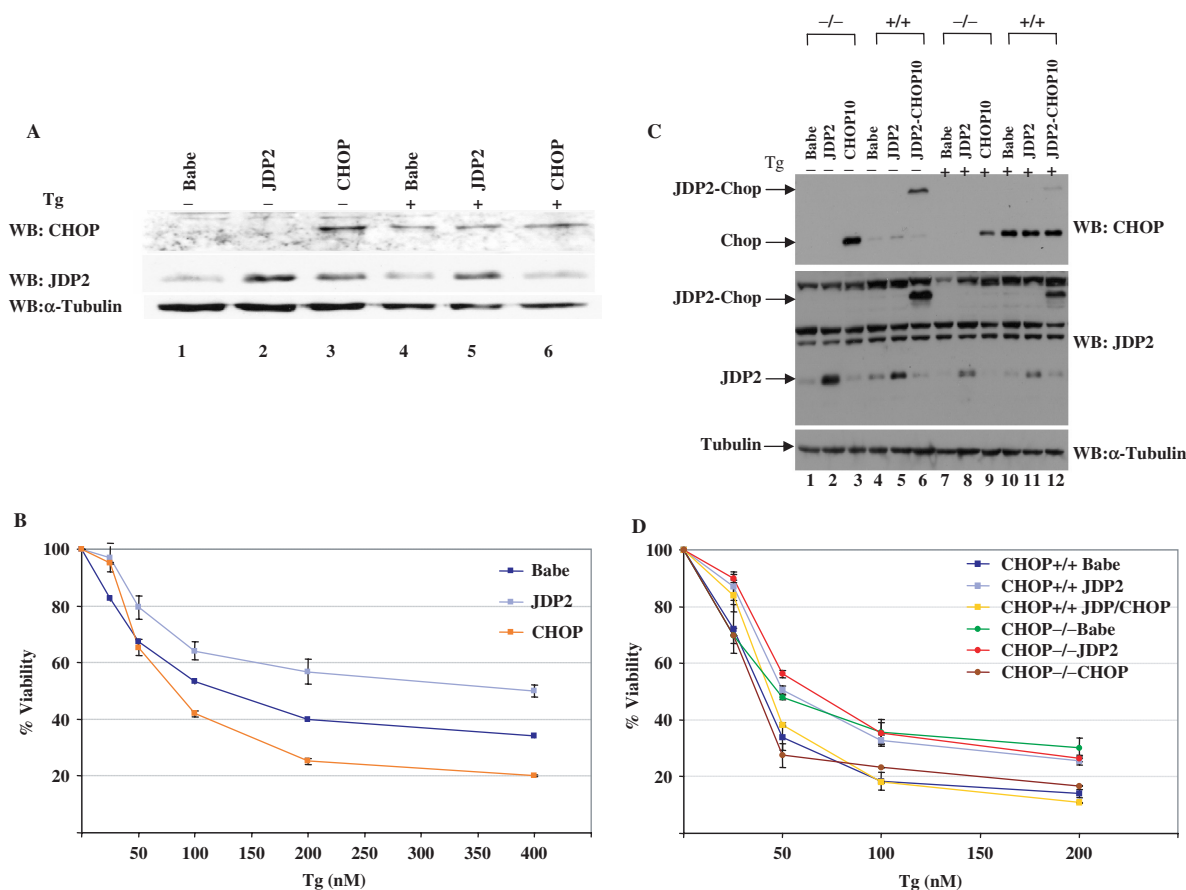 A
Babe
JDP2
CHOP
Babe
JDP2
CHOP
Tg – – – + + +
WB: CHOP
WB: JDP2
WB:α-Tubulin
1 2 3 4 5 6
C
–/– +/+ –/– +/+
Babe
JDP2
CHOP10
Babe
JDP2
JDP2-CHOP10
Babe
JDP2
CHOP10
Babe
JDP2
JDP2-CHOP10
Tg – – – – – – + + + + + +
JDP2-Chop
Chop
WB: CHOP
JDP2-Chop
WB: JDP2
JDP2
Tubulin
WB:α-Tubulin
1 2 3 4 5 6 7 8 9 10 11 12
B
100
80
60
40
20
% Viability
Babe
JDP2
CHOP
50 100 150 200 250 300 350 400
Tg (nM)
D
100
80
60
40
20
% Viability
CHOP+/+ Babe
CHOP+/+ JDP2
CHOP+/+ JDP/CHOP
CHOP–/–Babe
CHOP–/–JDP2
CHOP–/–CHOP
50 100 150 200
Tg (nM)